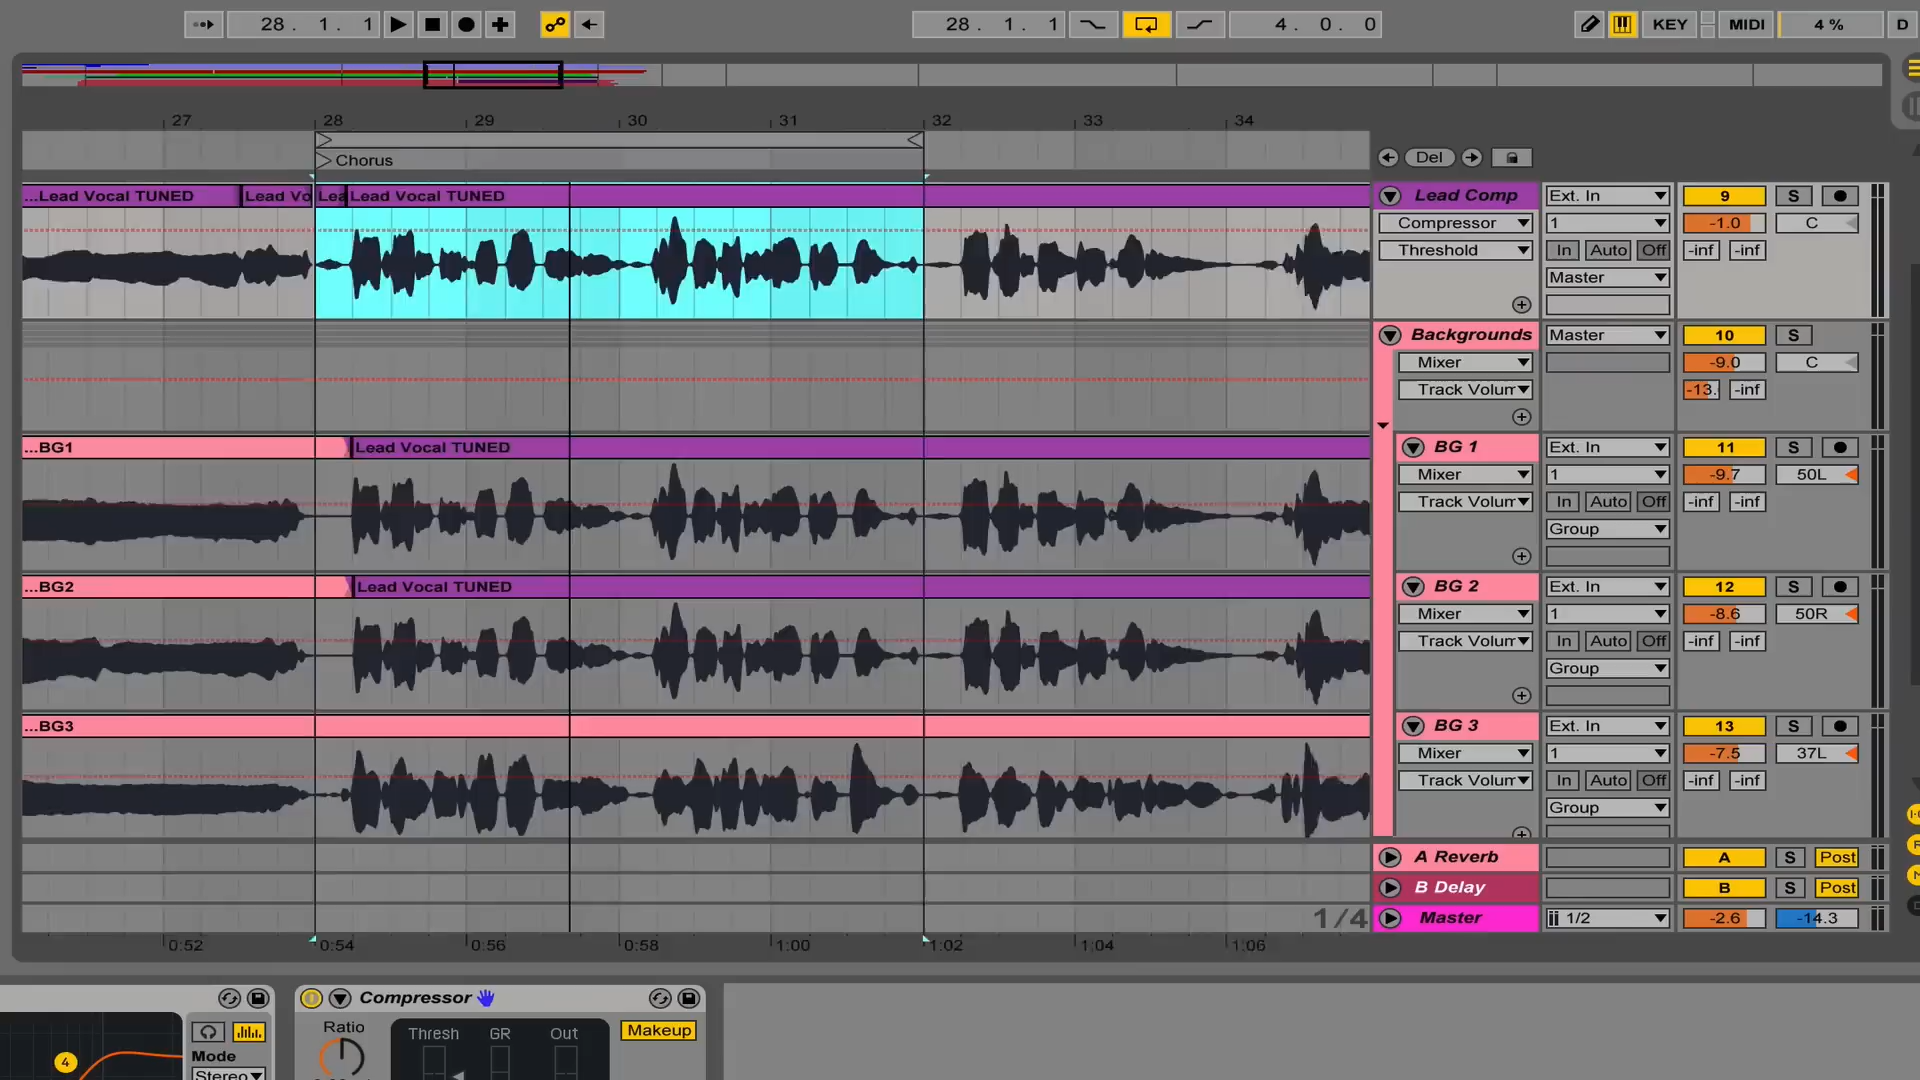 28. 1. 1
28. 1. 1
4. 0. 0
KEY
MIDI
4 %
D
27 28 29 30 31 32 33 34
Chorus
Del
...Lead Vocal TUNED
Lead Vo
Lea
Lead Vocal TUNED
Lead Comp
Ext. In
9
S
Compressor
1
-1.0
C
Threshold
In Auto Off
-inf -inf
Master
Backgrounds
Master
10
S
Mixer
-9.0
C
Track Volum
-13.
-inf
...BG1
Lead Vocal TUNED
BG 1
Ext. In
11
S
Mixer
1
-9.7
50L
Track Volum
In Auto Off
-inf -inf
Group
...BG2
Lead Vocal TUNED
BG 2
Ext. In
12
S
Mixer
1
-8.6
50R
Track Volum
In Auto Off
-inf -inf
Group
...BG3
BG 3
Ext. In
13
S
Mixer
1
-7.5
37L
Track Volum
In Auto Off
-inf -inf
Group
A Reverb
A
S
Post
B Delay
B
S
Post
1/4
Master
1/2
-2.6
-14.3
0:52 0:54 0:56 0:58 1:00 1:02 1:04 1:06
Compressor
Ratio
Thresh GR Out
Makeup
4
Mode
Stereo